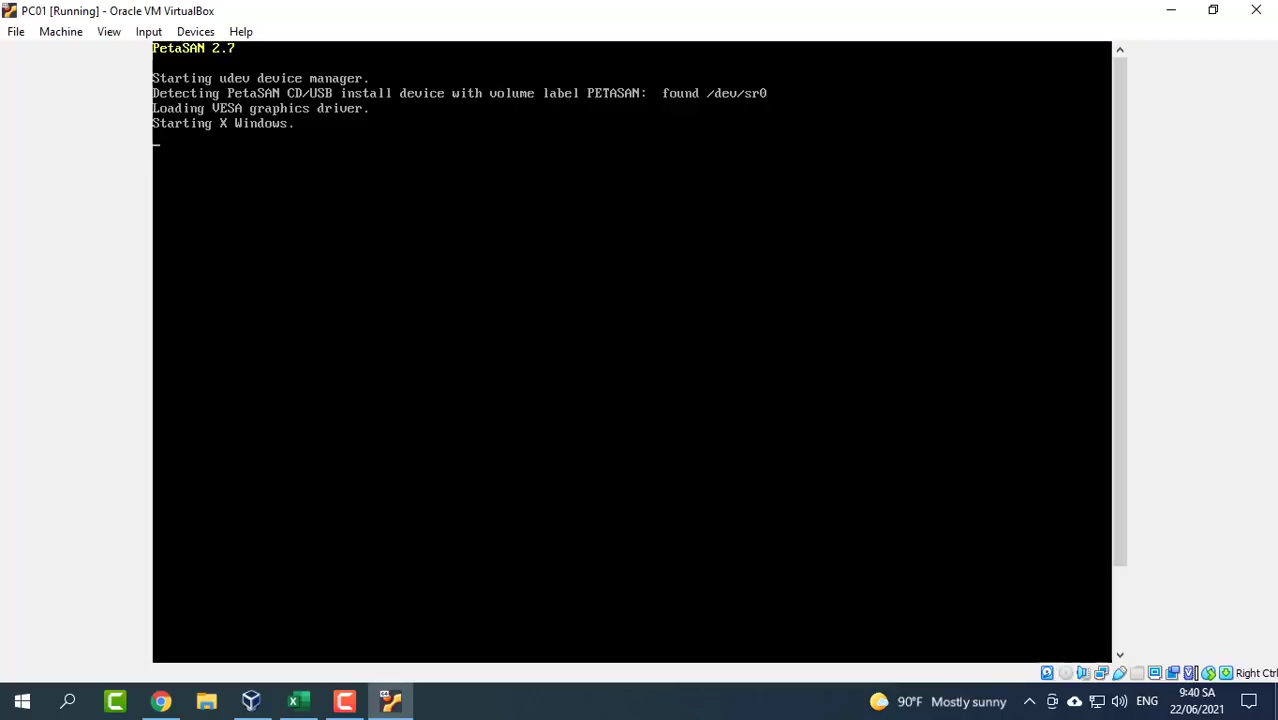 PC01 [Running] - Oracle VM VirtualBox
File Machine View Input Devices Help
PetaSAN 2.7
Starting udev device manager.
Detecting PetaSAN CD/USB install device with volume label PETASAN:  found /dev/sr0
Loading VESA graphics driver.
Starting X Windows.
_
Right Ctrl
90°F Mostly sunny
ENG
9:40 SA
22/06/2021